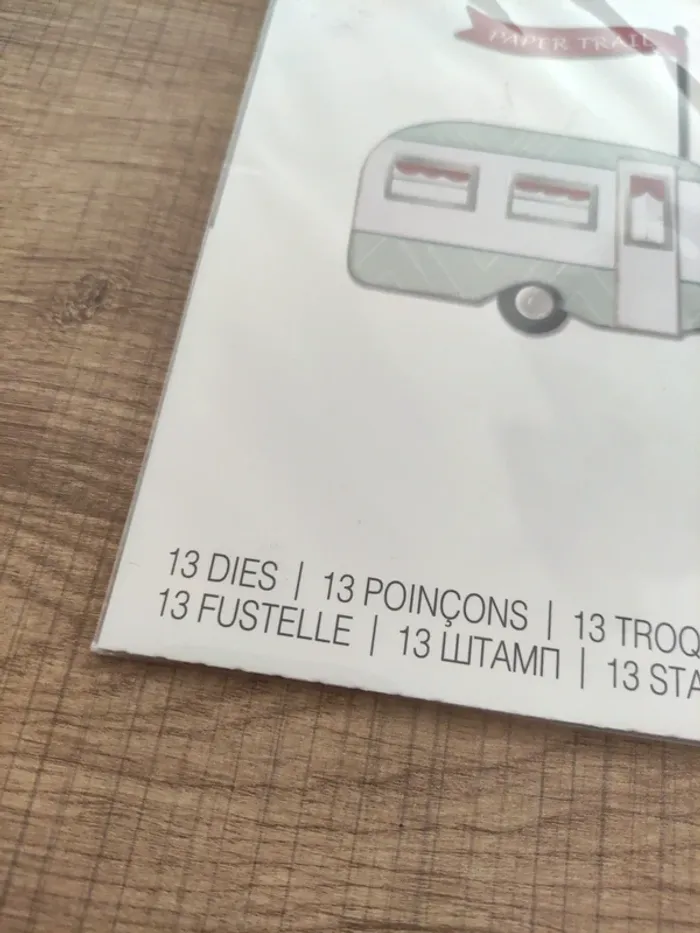 PAPER TRAIL
13 DIES | 13 POINÇONS | 13 TROQ
13 FUSTELLE | 13 ШТАМП | 13 STA